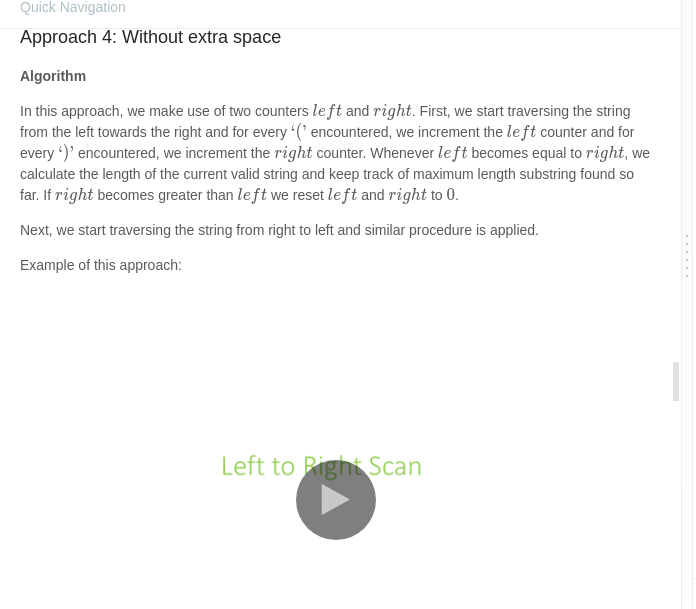 Quick Navigation
Approach 4: Without extra space
Algorithm
In this approach, we make use of two counters left and right. First, we start traversing the string
from the left towards the right and for every ‘(’ encountered, we increment the left counter and for
every ‘)’ encountered, we increment the right counter. Whenever left becomes equal to right, we
calculate the length of the current valid string and keep track of maximum length substring found so
far. If right becomes greater than left we reset left and right to 0.
Next, we start traversing the string from right to left and similar procedure is applied.
Example of this approach:
Left to Right Scan